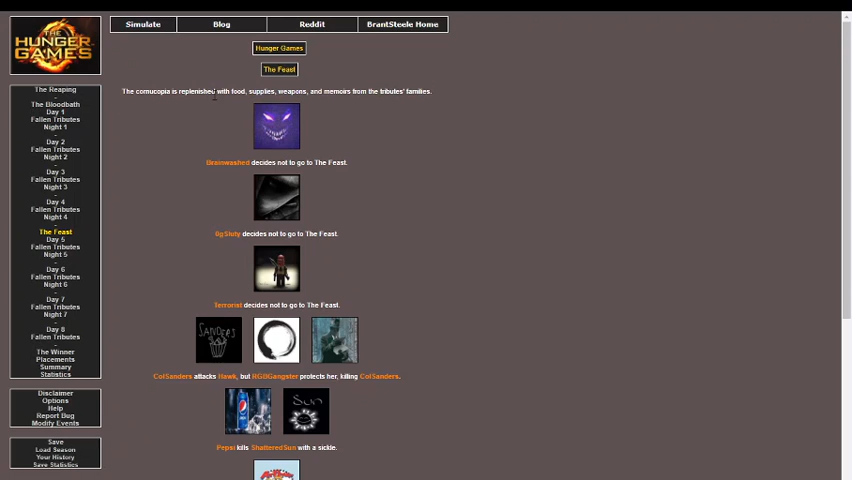 THE
HUNGER
GAMES
Simulate
Blog
Reddit
BrantSteele Home
Hunger Games
The Feast
The Reaping
-
The Bloodbath
Day 1
Fallen Tributes
Night 1
-
Day 2
Fallen Tributes
Night 2
-
Day 3
Fallen Tributes
Night 3
-
Day 4
Fallen Tributes
Night 4
-
The Feast
Day 5
Fallen Tributes
Night 5
-
Day 6
Fallen Tributes
Night 6
-
Day 7
Fallen Tributes
Night 7
-
Day 8
Fallen Tributes
-
The Winner
Placements
Summary
Statistics
Disclaimer
Options
Help
Report Bug
Modify Events
Save
Load Season
Your History
Save Statistics
The cornucopia is replenished with food, supplies, weapons, and memoirs from the tributes' families.
Brainwashed decides not to go to The Feast.
0gSluty decides not to go to The Feast.
Terrorist decides not to go to The Feast.
SANDERS
ColSanders attacks Hawk, but RGBGangster protects her, killing ColSanders.
pepsi
Sun
Pepsi kills ShatteredSun with a sickle.